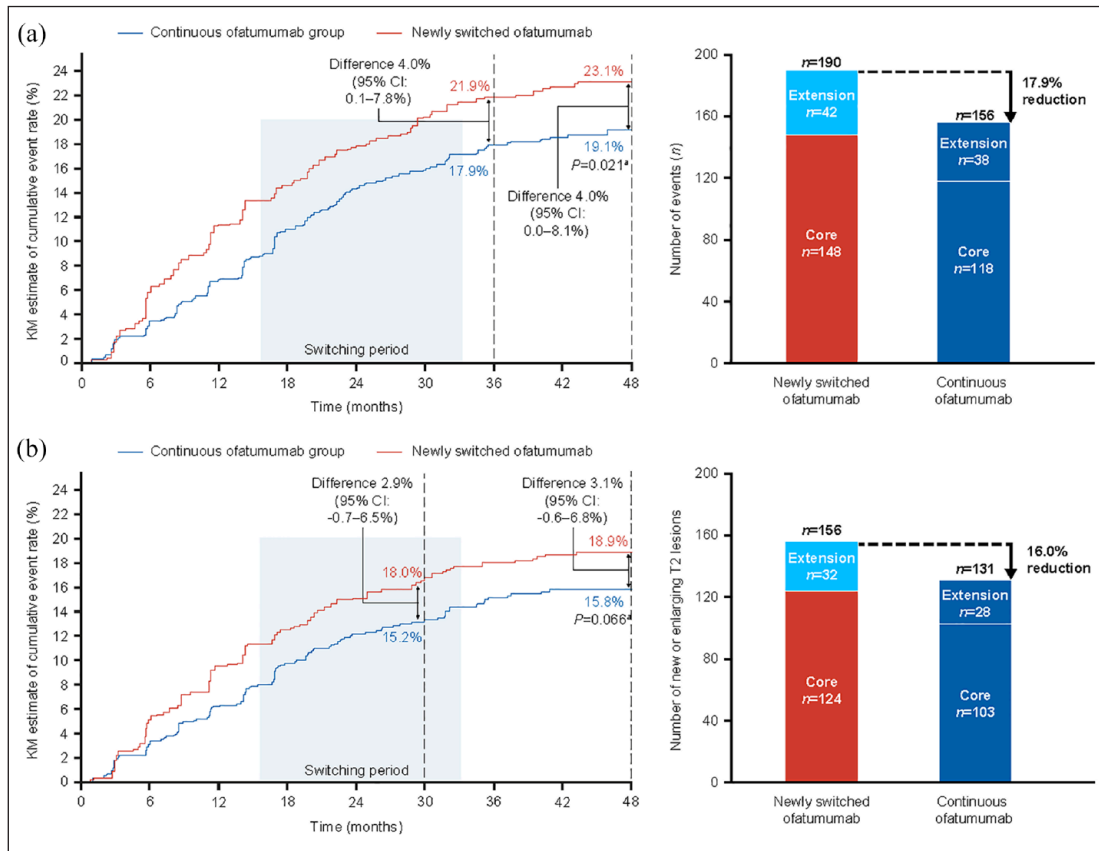 (a)
Continuous ofatumumab group
Newly switched ofatumumab
KM estimate of cumulative event rate (%)
24
22
20
18
16
14
12
10
8
6
4
2
0
Difference 4.0%
(95% CI:
0.1–7.8%)
21.9%
23.1%
17.9%
19.1%
P=0.021ª
Difference 4.0%
(95% CI:
0.0–8.1%)
Switching period
0 6 12 18 24 30 36 42 48
Time (months)
Number of events (n)
200
160
120
80
40
0
n=190
Extension
n=42
Core
n=148
n=156
Extension
n=38
Core
n=118
17.9%
reduction
Newly switched
ofatumumab
Continuous
ofatumumab
(b)
Continuous ofatumumab group
Newly switched ofatumumab
KM estimate of cumulative event rate (%)
24
22
20
18
16
14
12
10
8
6
4
2
0
Difference 2.9%
(95% CI:
-0.7–6.5%)
Difference 3.1%
(95% CI:
-0.6–6.8%)
18.0%
18.9%
15.2%
15.8%
P=0.066ª
Switching period
0 6 12 18 24 30 36 42 48
Time (months)
Number of new or enlarging T2 lesions
200
160
120
80
40
0
n=156
Extension
n=32
Core
n=124
n=131
Extension
n=28
Core
n=103
16.0%
reduction
Newly switched
ofatumumab
Continuous
ofatumumab